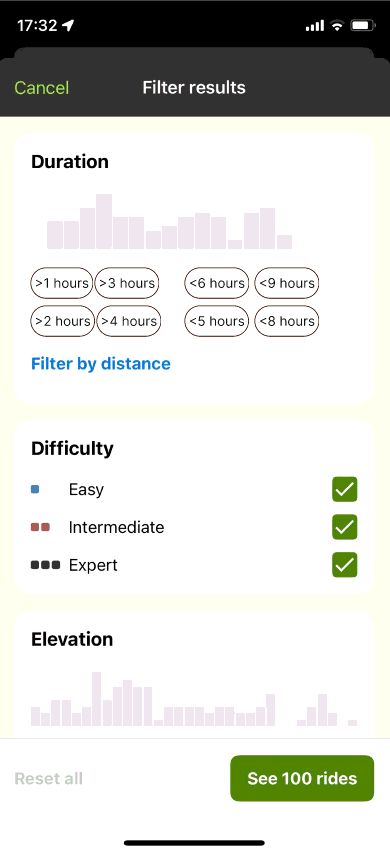 17:32
Cancel
Filter results
Duration
>1 hours >3 hours <6 hours <9 hours
>2 hours >4 hours <5 hours <8 hours
Filter by distance
Difficulty
Easy
Intermediate
Expert
Elevation
Reset all
See 100 rides